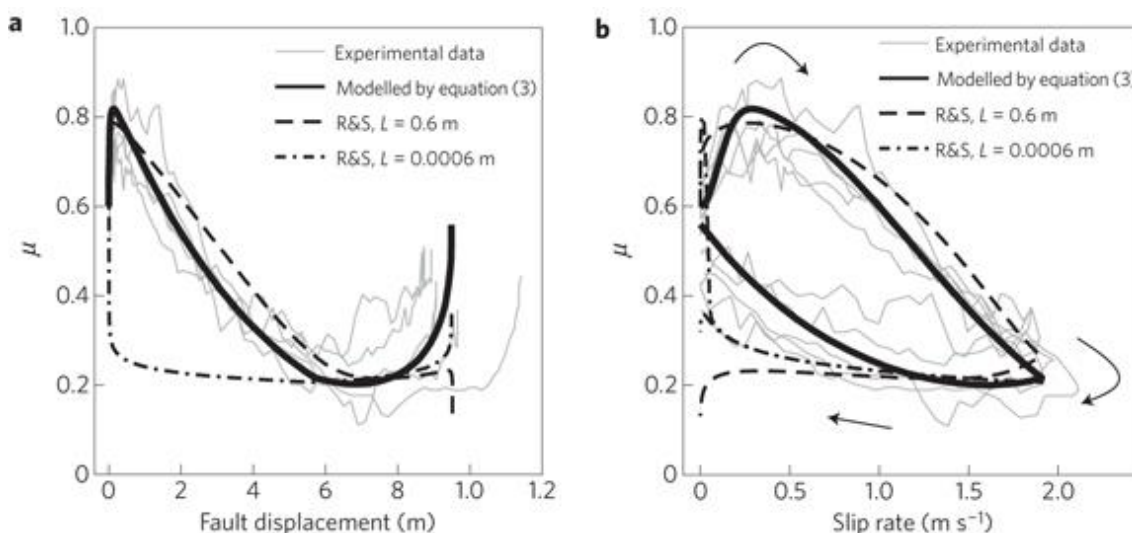 a
1.0
0.8
0.6
0.4
0.2
0
μ
0 2 4 6 8 1.0 1.2
Fault displacement (m)
Experimental data
Modelled by equation (3)
R&S, L = 0.6 m
R&S, L = 0.0006 m
b
1.0
0.8
0.6
0.4
0.2
0
μ
0 0.5 1.0 1.5 2.0
Slip rate (m s⁻¹)
Experimental data
Modelled by equation (3)
R&S, L = 0.6 m
R&S, L = 0.0006 m